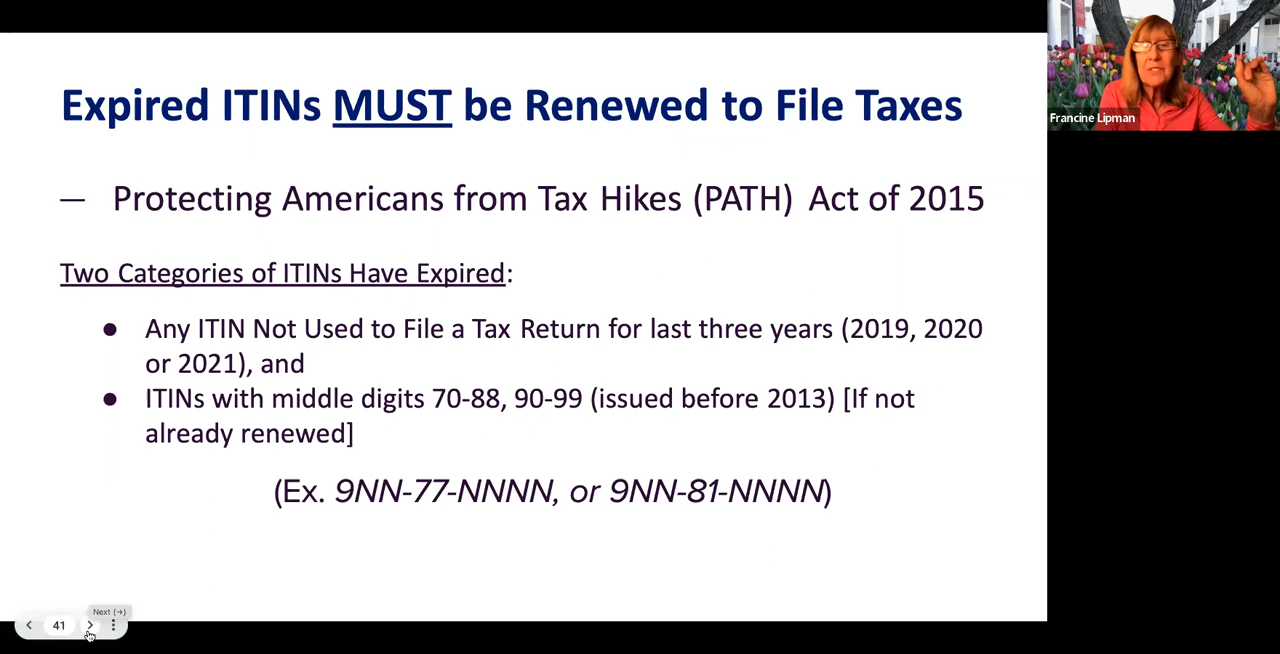 Expired ITINs MUST be Renewed to File Taxes
— Protecting Americans from Tax Hikes (PATH) Act of 2015
Two Categories of ITINs Have Expired:
● Any ITIN Not Used to File a Tax Return for last three years (2019, 2020
or 2021), and
● ITINs with middle digits 70-88, 90-99 (issued before 2013) [If not
already renewed]
(Ex. 9NN-77-NNNN, or 9NN-81-NNNN)
Francine Lipman
Next (→)
41